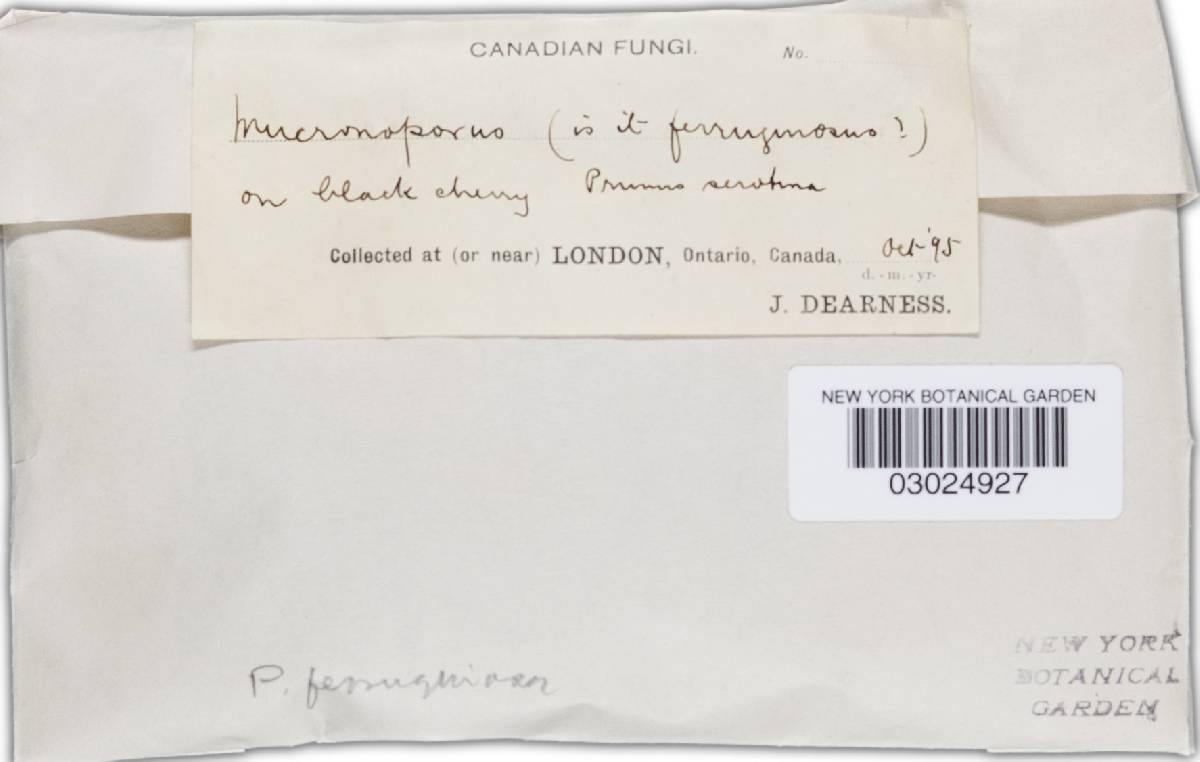 CANADIAN FUNGI. No.
Mucronoporus (is it ferruginosus?)
on black cherry Prunus serotina
Collected at (or near) LONDON, Ontario, Canada, Oct '95
d.-m.-yr.
J. DEARNESS.
NEW YORK BOTANICAL GARDEN
03024927
P. ferruginosa
NEW YORK
BOTANICAL
GARDEN